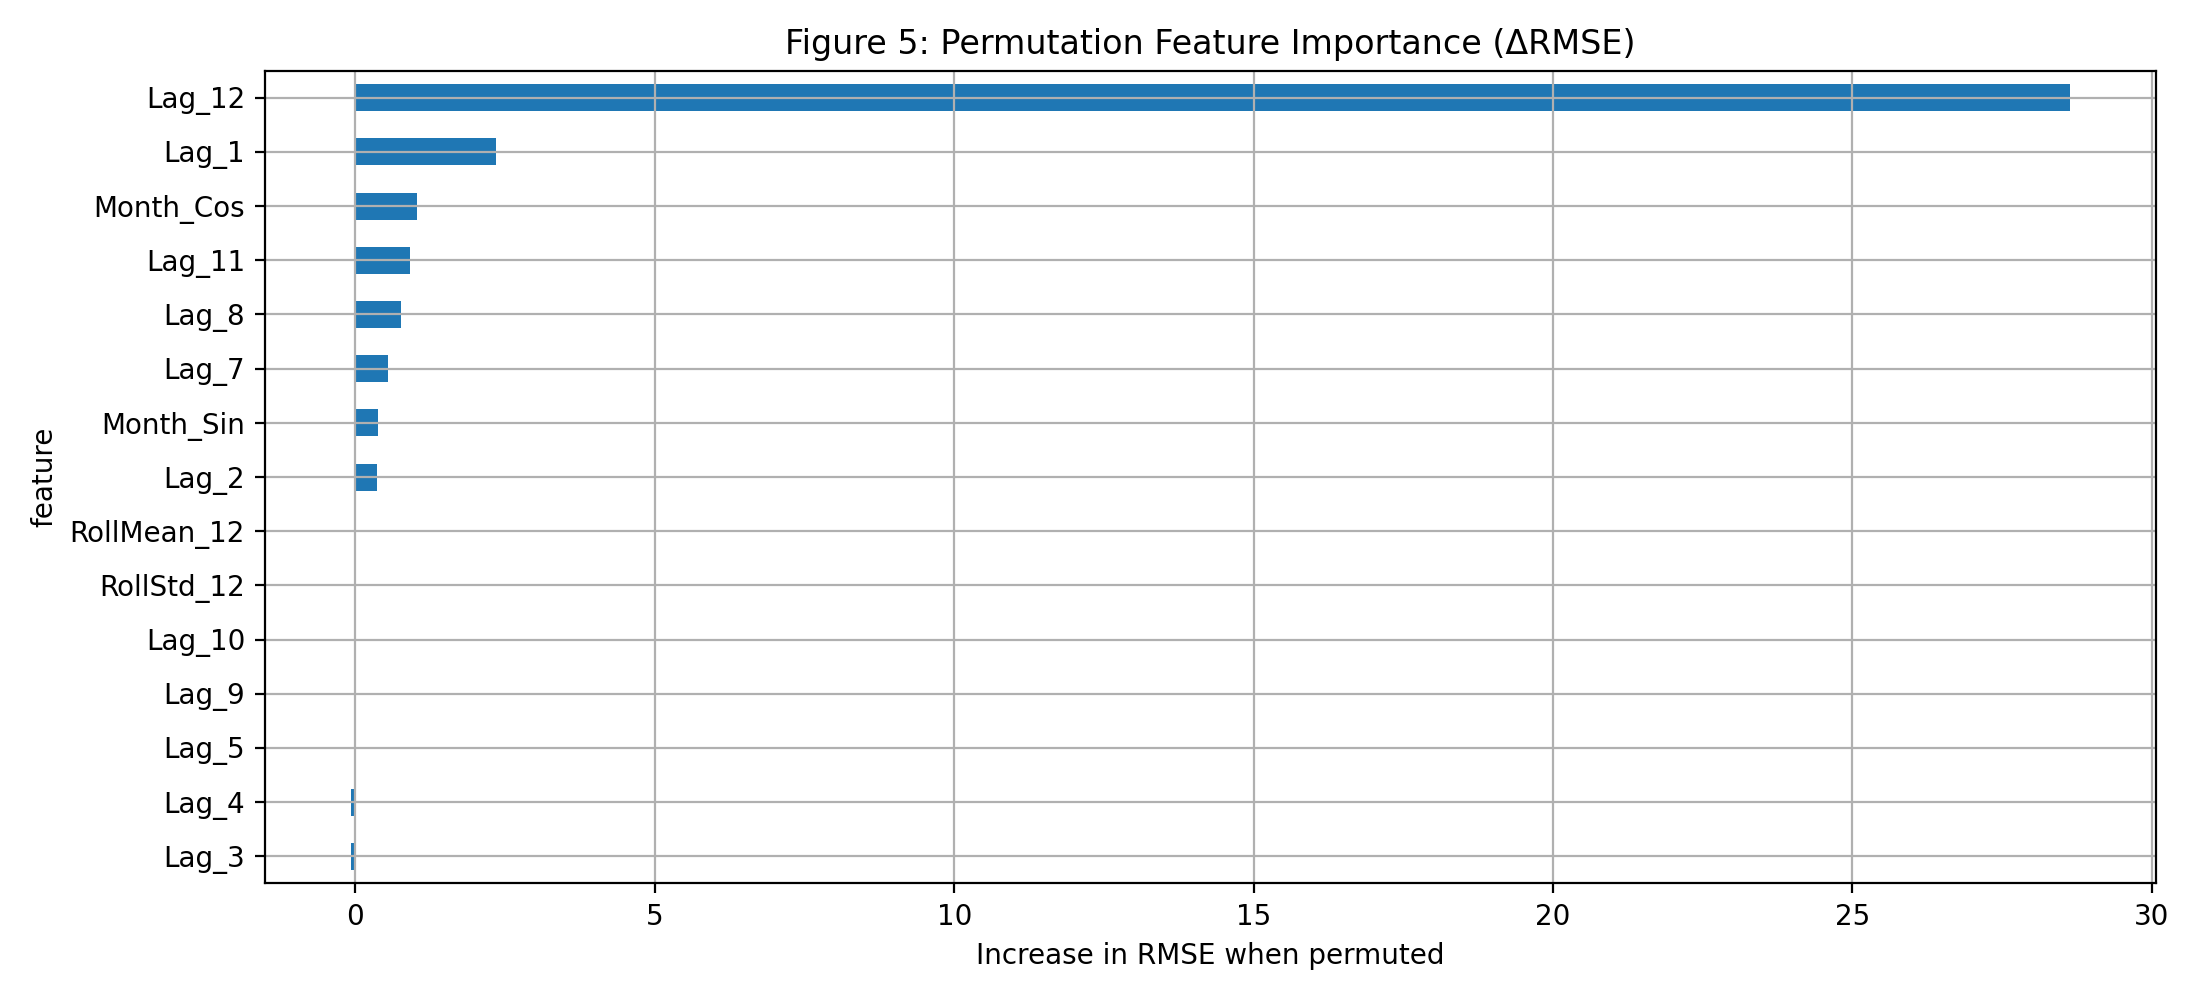 Figure 5: Permutation Feature Importance (ΔRMSE)
Lag_12
Lag_1
Month_Cos
Lag_11
Lag_8
Lag_7
Month_Sin
Lag_2
RollMean_12
RollStd_12
Lag_10
Lag_9
Lag_5
Lag_4
Lag_3
feature
0 5 10 15 20 25 30
Increase in RMSE when permuted